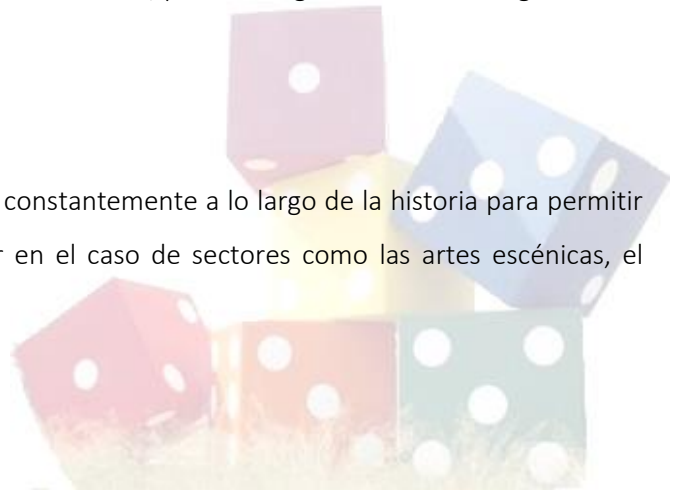 constantemente a lo largo de la historia para permitir
en el caso de sectores como las artes escénicas, el